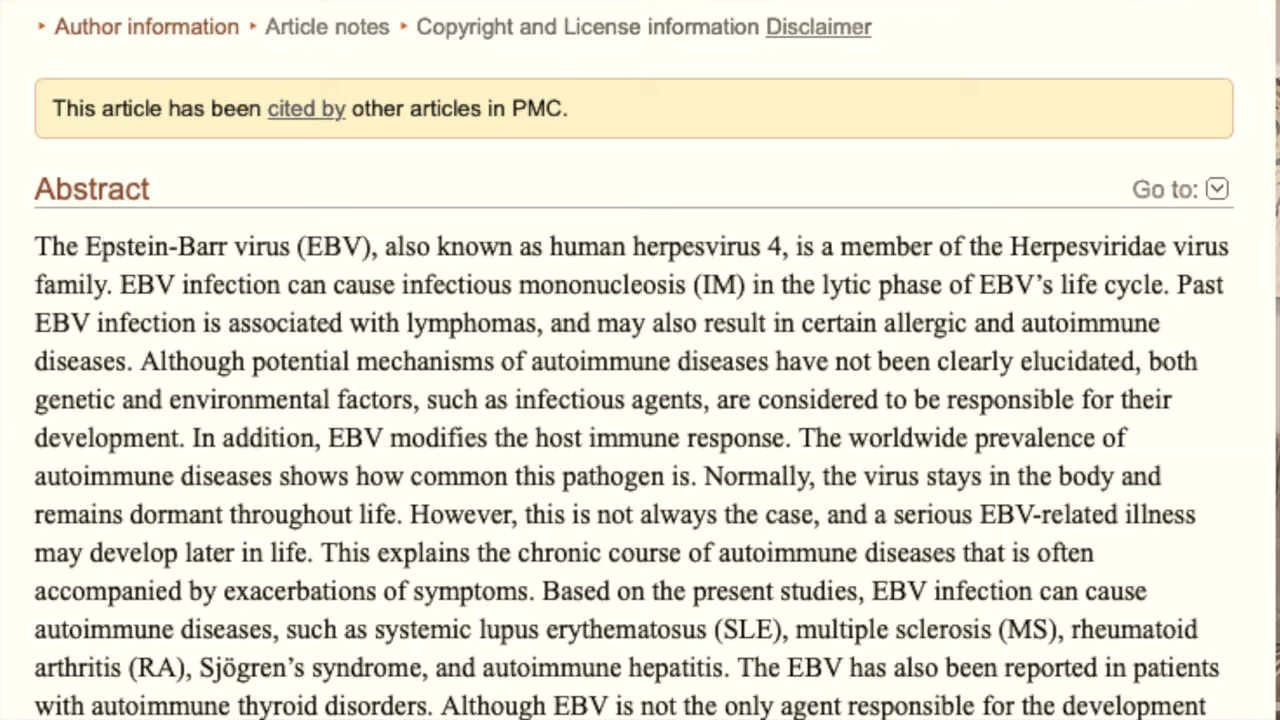 ‣ Author information ‣ Article notes ‣ Copyright and License information Disclaimer
This article has been cited by other articles in PMC.
Abstract
Go to:
The Epstein-Barr virus (EBV), also known as human herpesvirus 4, is a member of the Herpesviridae virus
family. EBV infection can cause infectious mononucleosis (IM) in the lytic phase of EBV’s life cycle. Past
EBV infection is associated with lymphomas, and may also result in certain allergic and autoimmune
diseases. Although potential mechanisms of autoimmune diseases have not been clearly elucidated, both
genetic and environmental factors, such as infectious agents, are considered to be responsible for their
development. In addition, EBV modifies the host immune response. The worldwide prevalence of
autoimmune diseases shows how common this pathogen is. Normally, the virus stays in the body and
remains dormant throughout life. However, this is not always the case, and a serious EBV-related illness
may develop later in life. This explains the chronic course of autoimmune diseases that is often
accompanied by exacerbations of symptoms. Based on the present studies, EBV infection can cause
autoimmune diseases, such as systemic lupus erythematosus (SLE), multiple sclerosis (MS), rheumatoid
arthritis (RA), Sjögren’s syndrome, and autoimmune hepatitis. The EBV has also been reported in patients
with autoimmune thyroid disorders. Although EBV is not the only agent responsible for the development